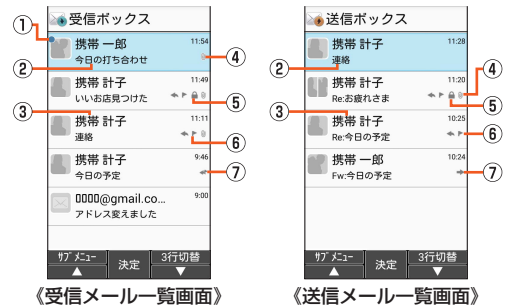 受信ボックス
① 携帯 一郎 11:54
② 今日の打ち合わせ ④
携帯 計子 11:49
いいお店見つけた ⑤
③ 携帯 計子 11:11
連絡 ⑥
携帯 計子 9:46
今日の予定 ⑦
□□□□@gmail.co... 9:00
アドレス変えました
ｻﾌﾞﾒﾆｭｰ 決定 3行切替
《受信メール一覧画面》
送信ボックス
携帯 計子 11:28
② 連絡
携帯 計子 11:20 ④
Re:お疲れさま ⑤
③ 携帯 計子 10:25
Re:今日の予定 ⑥
携帯 一郎 10:24
Fw:今日の予定 ⑦
ｻﾌﾞﾒﾆｭｰ 決定 3行切替
《送信メール一覧画面》